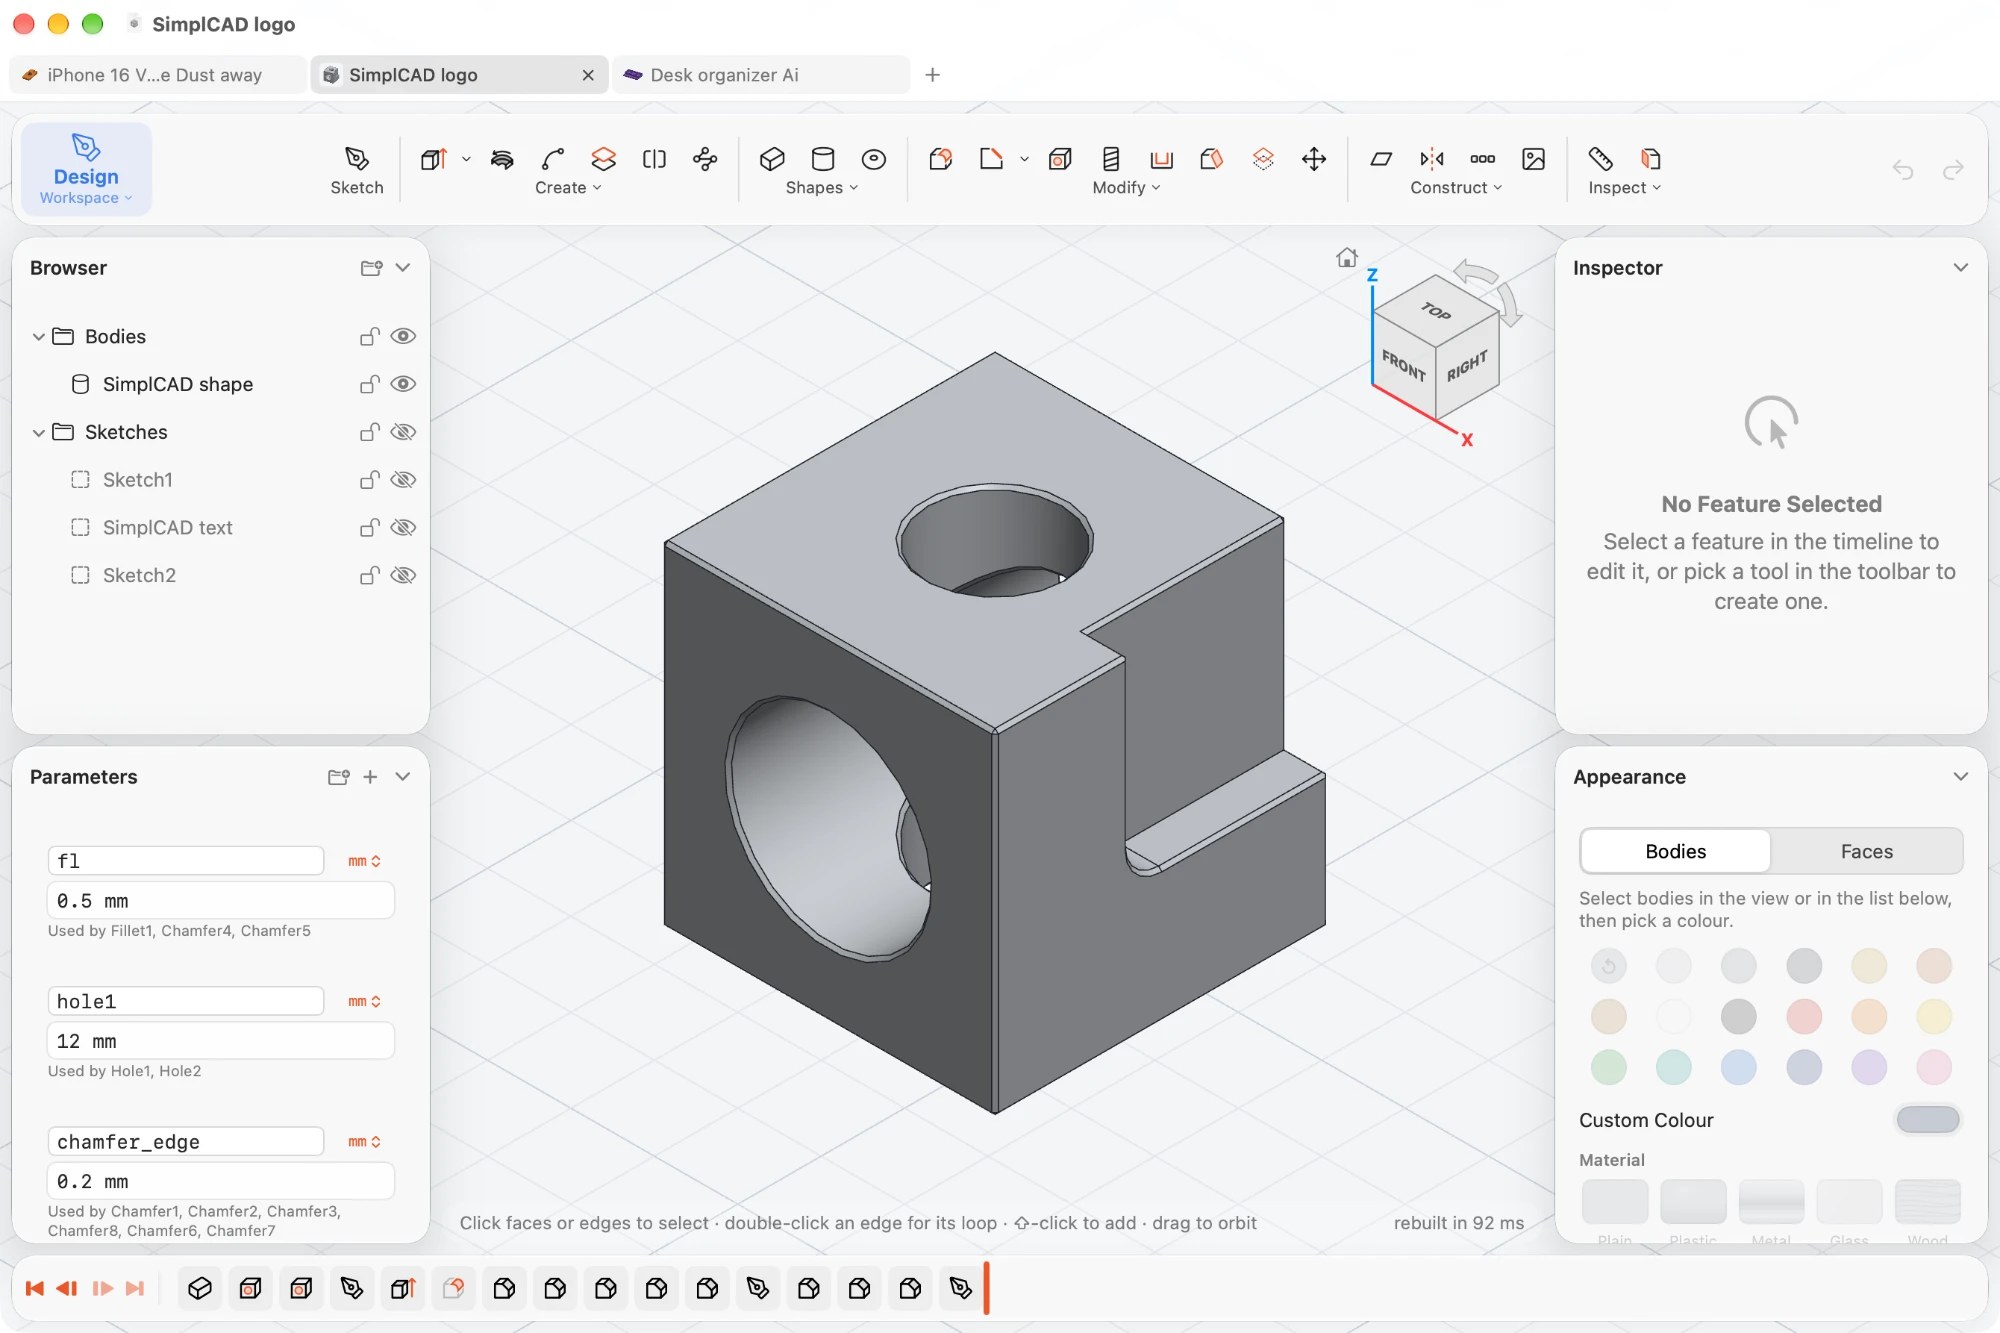 SimplCAD logo
iPhone 16 V...e Dust away
SimplCAD logo
Desk organizer Ai
Design
Workspace
Sketch
Create
Shapes
Modify
Construct
Inspect
Browser
Bodies
SimplCAD shape
Sketches
Sketch1
SimplCAD text
Sketch2
Parameters
fl
mm
0.5 mm
Used by Fillet1, Chamfer4, Chamfer5
hole1
mm
12 mm
Used by Hole1, Hole2
chamfer_edge
mm
0.2 mm
Used by Chamfer1, Chamfer2, Chamfer3,
Chamfer8, Chamfer6, Chamfer7
Z
TOP
FRONT
RIGHT
X
Click faces or edges to select · double-click an edge for its loop · ⇧-click to add · drag to orbit
rebuilt in 92 ms
Inspector
No Feature Selected
Select a feature in the timeline to
edit it, or pick a tool in the toolbar to
create one.
Appearance
Bodies
Faces
Select bodies in the view or in the list below,
then pick a colour.
Custom Colour
Material
Plain
Plastic
Metal
Glass
Wood